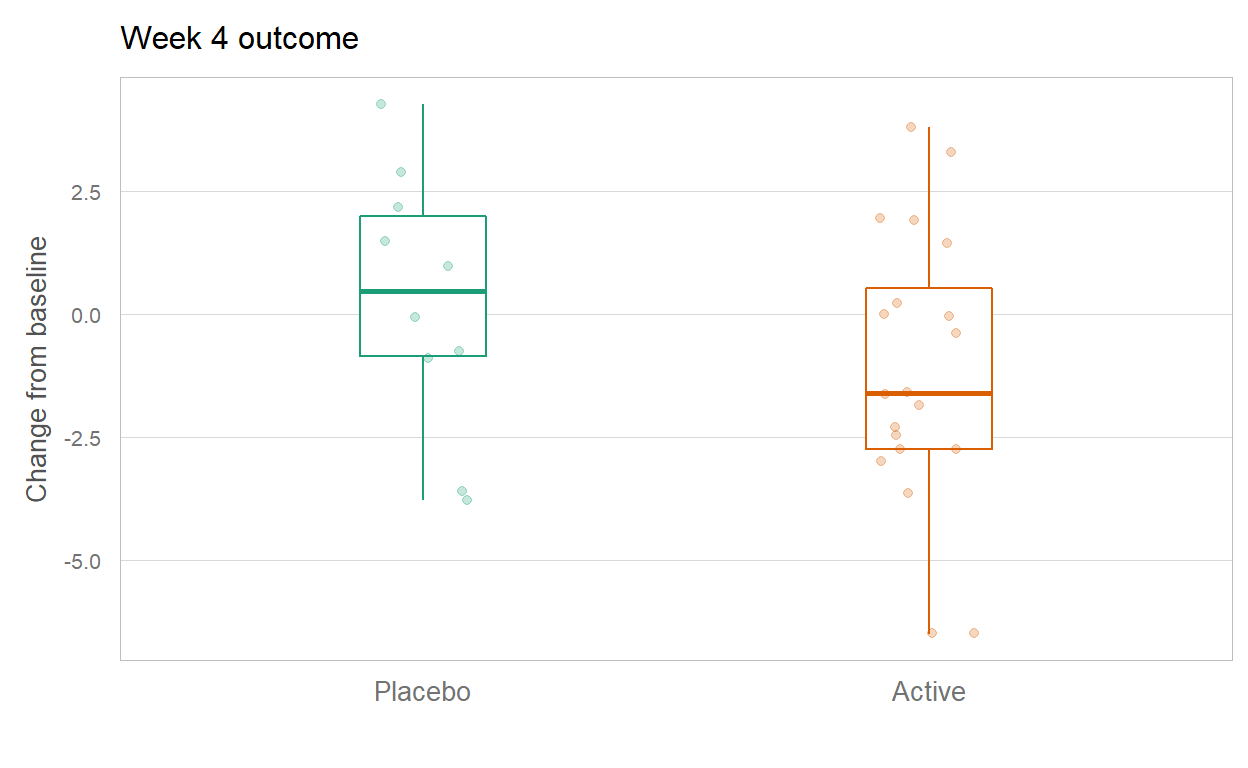 Week 4 outcome
Change from baseline
2.5
0.0
-2.5
-5.0
Placebo
Active